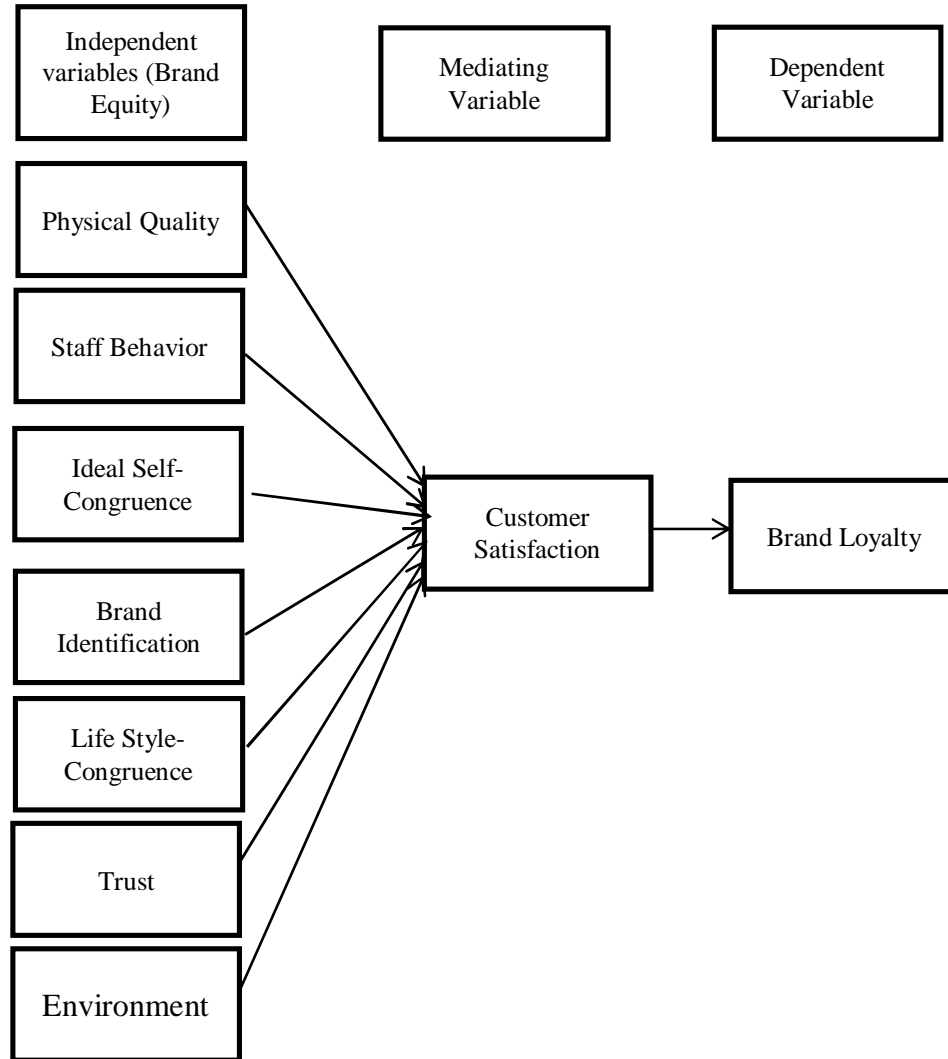 Independent
variables (Brand
Equity)
Mediating
Variable
Dependent
Variable
Physical Quality
Staff Behavior
Ideal Self-
Congruence
Customer
Satisfaction
Brand Loyalty
Brand
Identification
Life Style-
Congruence
Trust
Environment